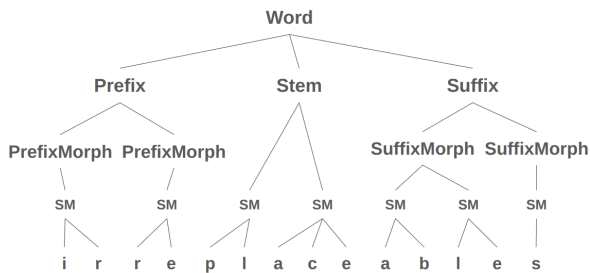 Word
Prefix Stem Suffix
PrefixMorph PrefixMorph SuffixMorph SuffixMorph
SM SM SM SM SM SM SM
i r r e p l a c e a b l e s